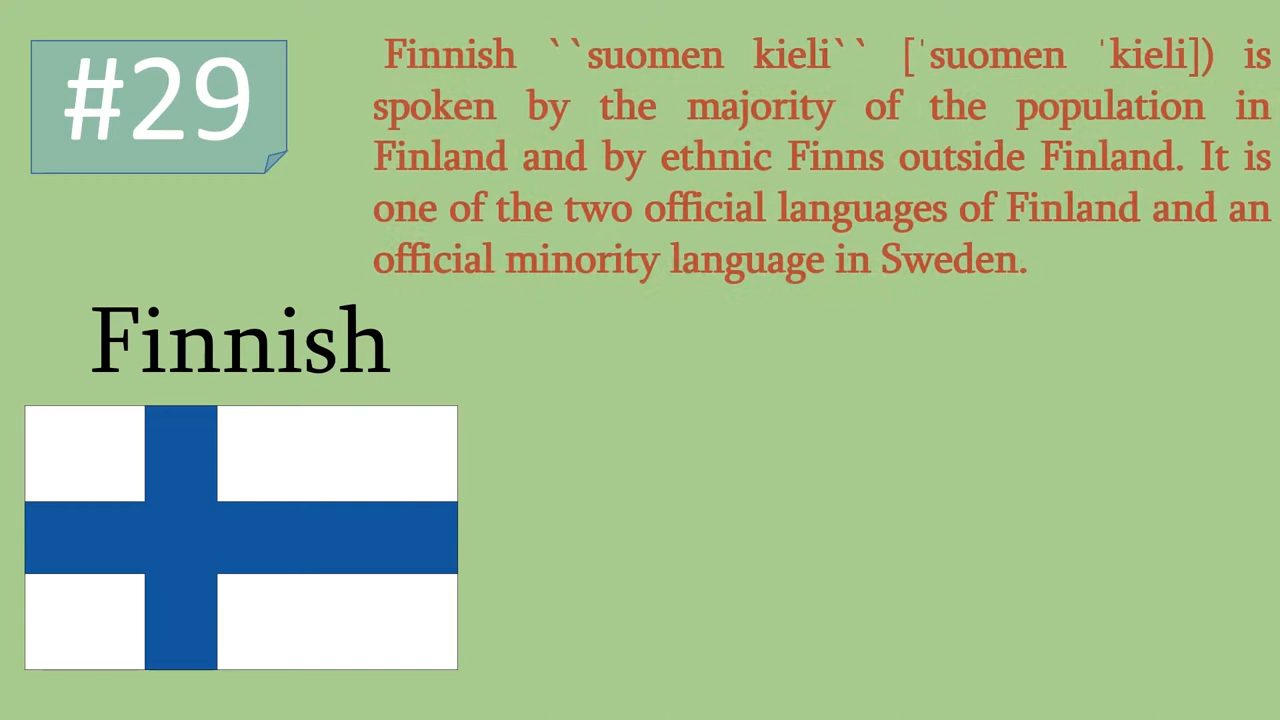 #29
Finnish ``suomen kieli`` [ˈsuomen ˈkieli]) is
spoken by the majority of the population in
Finland and by ethnic Finns outside Finland. It is
one of the two official languages of Finland and an
official minority language in Sweden.
Finnish